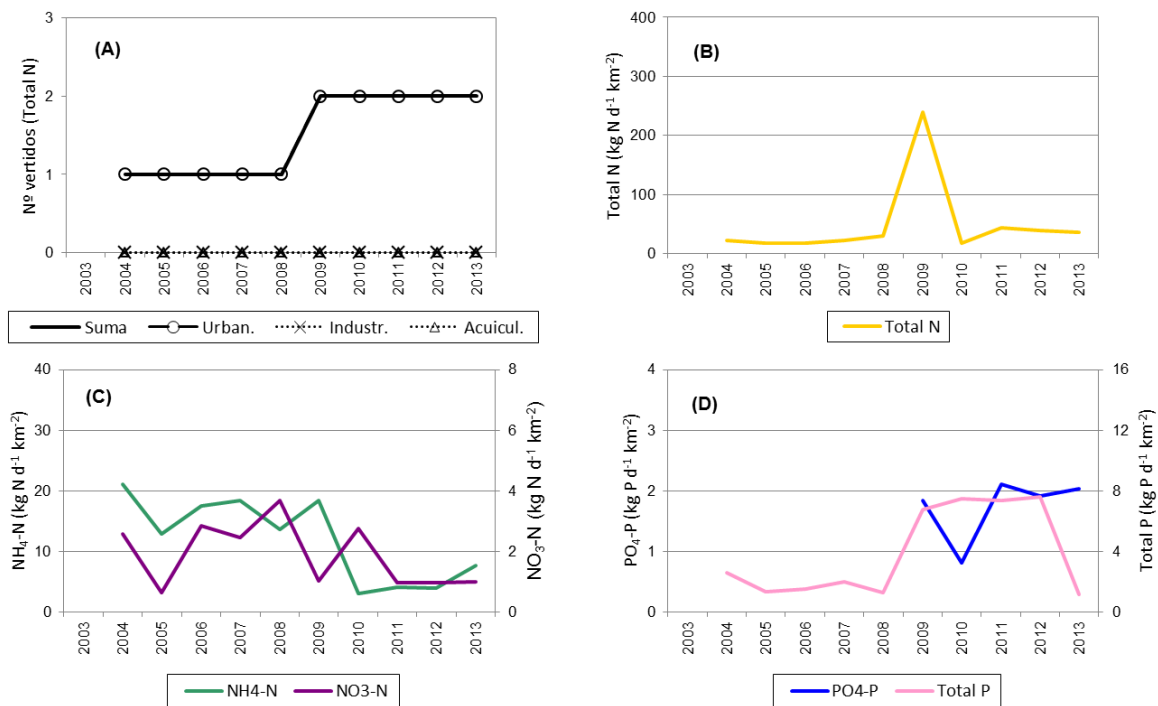 (A)
Nº vertidos (Total N)
3
2
1
0
2003 2004 2005 2006 2007 2008 2009 2010 2011 2012 2013
Suma Urban. Industr. Acuicul.
(B)
Total N (kg N d-1 km-2)
400
300
200
100
0
2003 2004 2005 2006 2007 2008 2009 2010 2011 2012 2013
Total N
(C)
NH4-N (kg N d-1 km-2)
40
30
20
10
0
NO3-N (kg N d-1 km-2)
8
6
4
2
0
2003 2004 2005 2006 2007 2008 2009 2010 2011 2012 2013
NH4-N NO3-N
(D)
PO4-P (kg P d-1 km-2)
4
3
2
1
0
Total P (kg P d-1 km-2)
16
12
8
4
0
2003 2004 2005 2006 2007 2008 2009 2010 2011 2012 2013
PO4-P Total P